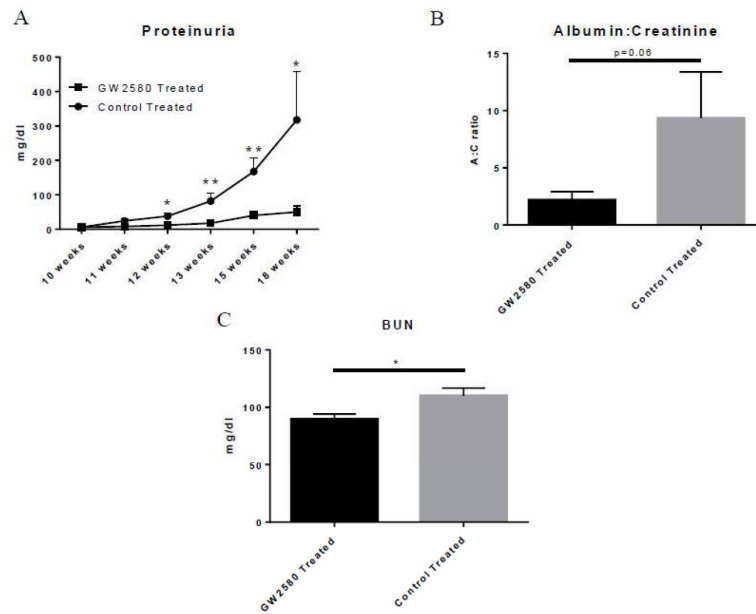 A
Proteinuria
500
400
300
200
100
0
mg/dl
GW2580 Treated
Control Treated
*
**
**
*
10 weeks
11 weeks
12 weeks
13 weeks
15 weeks
18 weeks
B
Albumin:Creatinine
p=0.06
15
10
5
0
A:C ratio
GW2580 Treated
Control Treated
C
BUN
*
150
100
50
0
mg/dl
GW2580 Treated
Control Treated